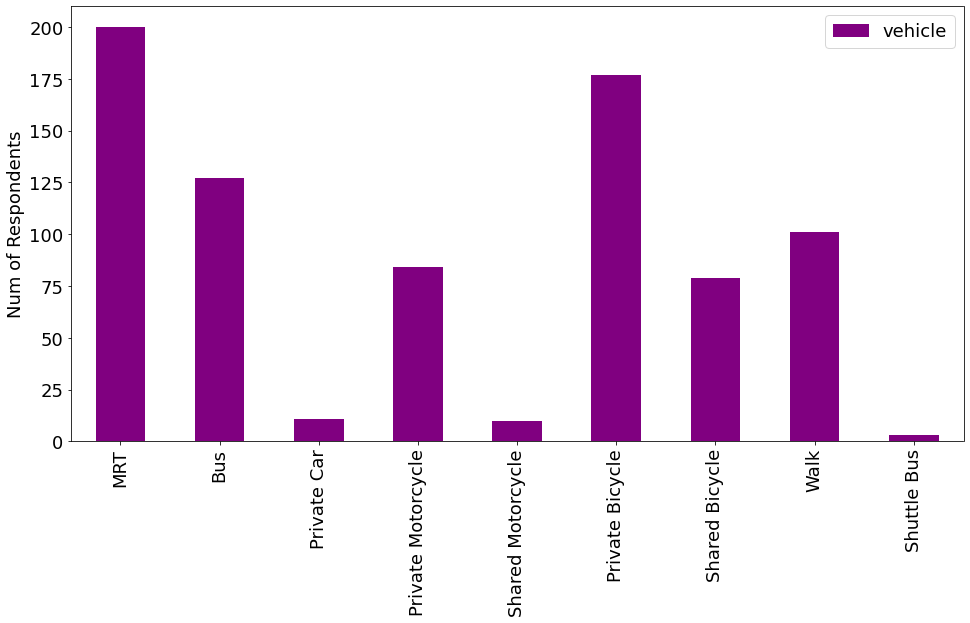 vehicle
Num of Respondents
200
175
150
125
100
75
50
25
0
MRT
Bus
Private Car
Private Motorcycle
Shared Motorcycle
Private Bicycle
Shared Bicycle
Walk
Shuttle Bus